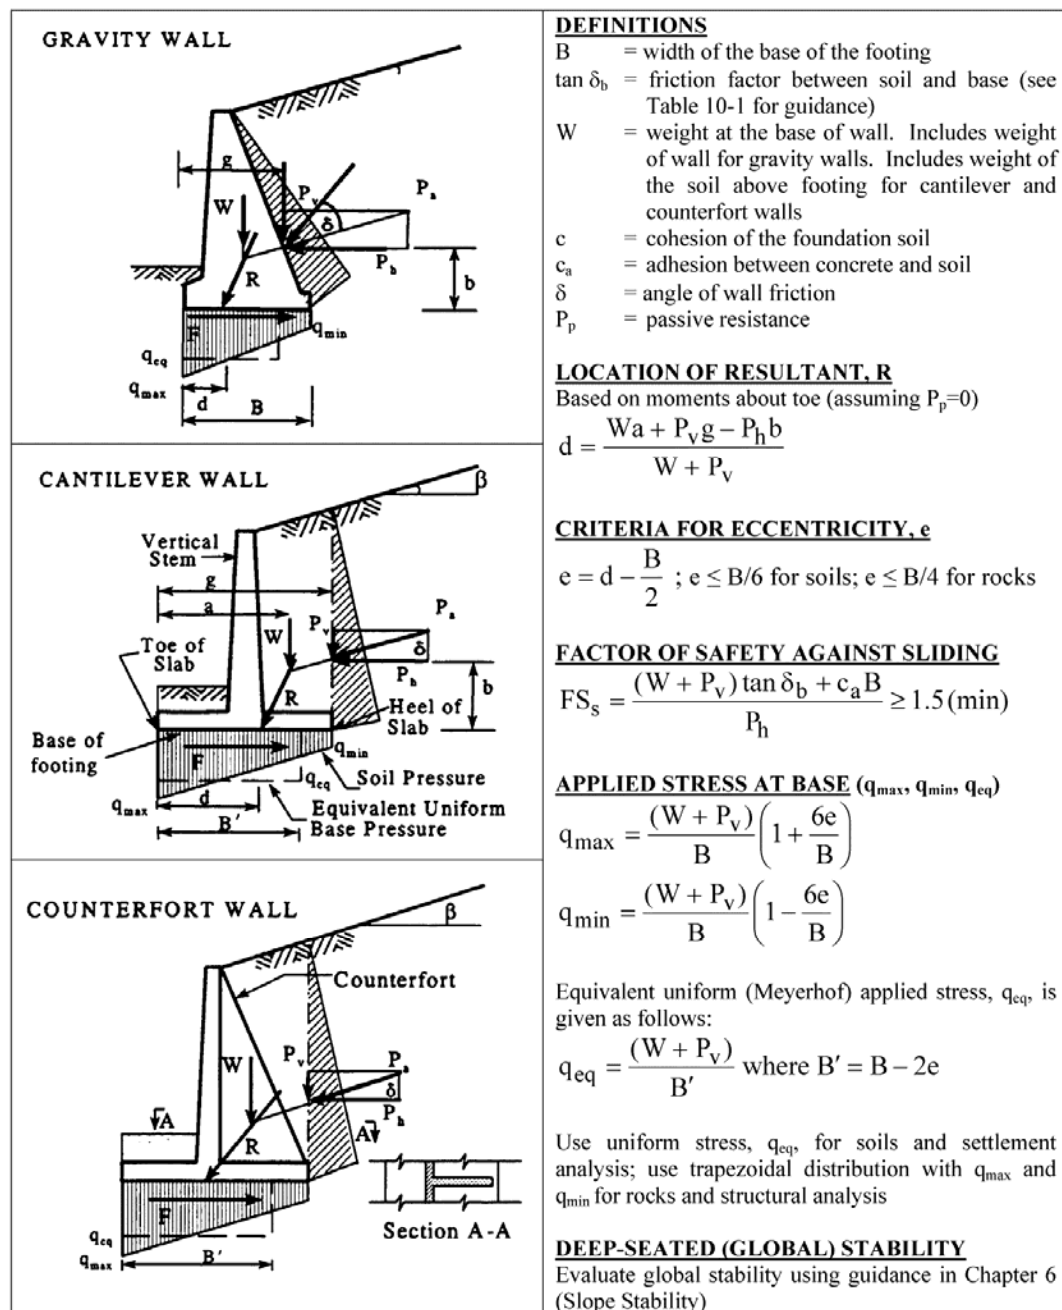 GRAVITY WALL
g
P_v
P_a
W
δ
P_h
b
R
F
q_min
q_eq
q_max
d
B
CANTILEVER WALL
β
Vertical
Stem
g
a
P_a
W
P_v
δ
Toe of
Slab
P_h
b
R
Heel of
Slab
Base of
footing
q_min
F
q_eq
Soil Pressure
q_max
d
Equivalent Uniform
Base Pressure
B′
COUNTERFORT WALL
β
Counterfort
W
P_v
P_a
δ
A
P_h
R
A
F
q_eq
Section A-A
q_max
B′
DEFINITIONS
B = width of the base of the footing
tan δ_b = friction factor between soil and base (see
Table 10-1 for guidance)
W = weight at the base of wall. Includes weight
of wall for gravity walls. Includes weight of
the soil above footing for cantilever and
counterfort walls
c = cohesion of the foundation soil
c_a = adhesion between concrete and soil
δ = angle of wall friction
P_p = passive resistance
LOCATION OF RESULTANT, R
Based on moments about toe (assuming P_p=0)
d = (Wa + P_v g − P_h b) / (W + P_v)
CRITERIA FOR ECCENTRICITY, e
e = d − B/2 ; e ≤ B/6 for soils; e ≤ B/4 for rocks
FACTOR OF SAFETY AGAINST SLIDING
FS_s = ((W + P_v) tan δ_b + c_a B) / P_h ≥ 1.5 (min)
APPLIED STRESS AT BASE (q_max, q_min, q_eq)
q_max = (W + P_v)/B (1 + 6e/B)
q_min = (W + P_v)/B (1 − 6e/B)
Equivalent uniform (Meyerhof) applied stress, q_eq, is
given as follows:
q_eq = (W + P_v)/B′ where B′ = B − 2e
Use uniform stress, q_eq, for soils and settlement
analysis; use trapezoidal distribution with q_max and
q_min for rocks and structural analysis
DEEP-SEATED (GLOBAL) STABILITY
Evaluate global stability using guidance in Chapter 6
(Slope Stability)